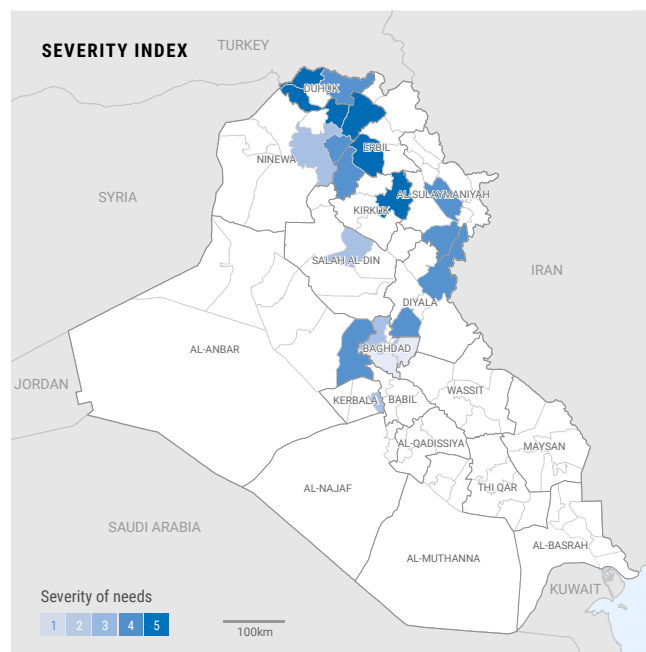 SEVERITY INDEX
TURKEY
DUHOK
ERBIL
NINEWA
AL-SULAYMANIYAH
SYRIA
KIRKUK
SALAH AL-DIN
IRAN
DIYALA
AL-ANBAR
BAGHDAD
JORDAN
WASSIT
KERBALA
BABIL
AL-QADISSIYA
MAYSAN
AL-NAJAF
THI QAR
SAUDI ARABIA
AL-BASRAH
AL-MUTHANNA
KUWAIT
Severity of needs
1 2 3 4 5
100km